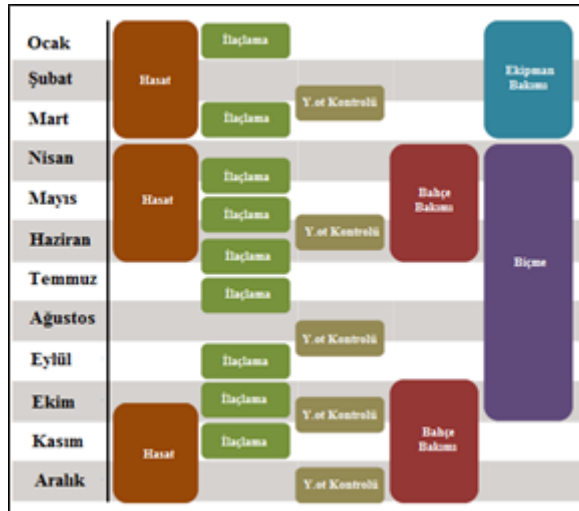 Ocak
İlaçlama
Şubat
Hasat
Ekipman
Bakımı
Y.ot Kontrolü
Mart
İlaçlama
Nisan
İlaçlama
Mayıs
Hasat
Bahçe
Bakımı
İlaçlama
Haziran
Y.ot Kontrolü
İlaçlama
Biçme
Temmuz
İlaçlama
Ağustos
Y.ot Kontrolü
Eylül
İlaçlama
Ekim
İlaçlama
Y.ot Kontrolü
Kasım
İlaçlama
Bahçe
Bakımı
Hasat
Aralık
Y.ot Kontrolü